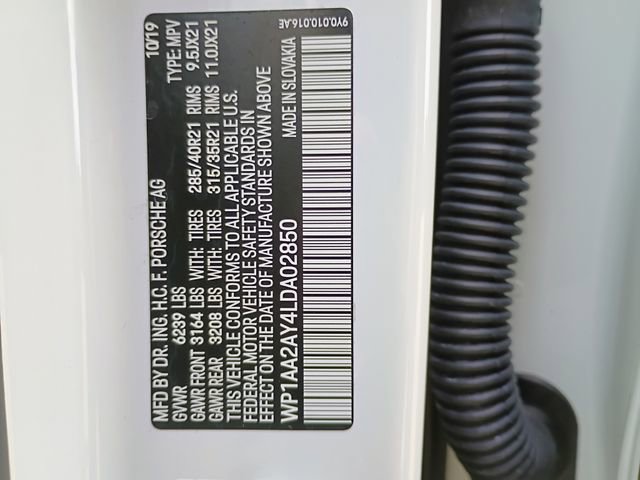 MFD BY DR. ING. H.C. F. PORSCHE AG 10/19
GVWR 6239 LBS TYPE: MPV
GAWR FRONT 3164 LBS WITH: TIRES 285/40R21 RIMS 9.5JX21
GAWR REAR 3208 LBS WITH: TIRES 315/35R21 RIMS 11.0JX21
THIS VEHICLE CONFORMS TO ALL APPLICABLE U.S.
FEDERAL MOTOR VEHICLE SAFETY STANDARDS IN
EFFECT ON THE DATE OF MANUFACTURE SHOWN ABOVE
WP1AA2AY4LDA02850 MADE IN SLOVAKIA
9Y0.010.016.AE